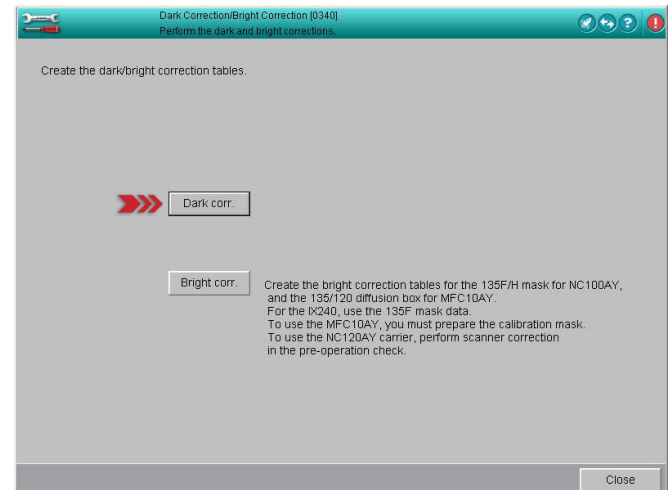 Dark Correction/Bright Correction [0340]
Perform the dark and bright corrections.
Create the dark/bright correction tables.
Dark corr.
Bright corr.
Create the bright correction tables for the 135F/H mask for NC100AY,
and the 135/120 diffusion box for MFC10AY.
For the IX240, use the 135F mask data.
To use the MFC10AY, you must prepare the calibration mask.
To use the NC120AY carrier, perform scanner correction
in the pre-operation check.
Close